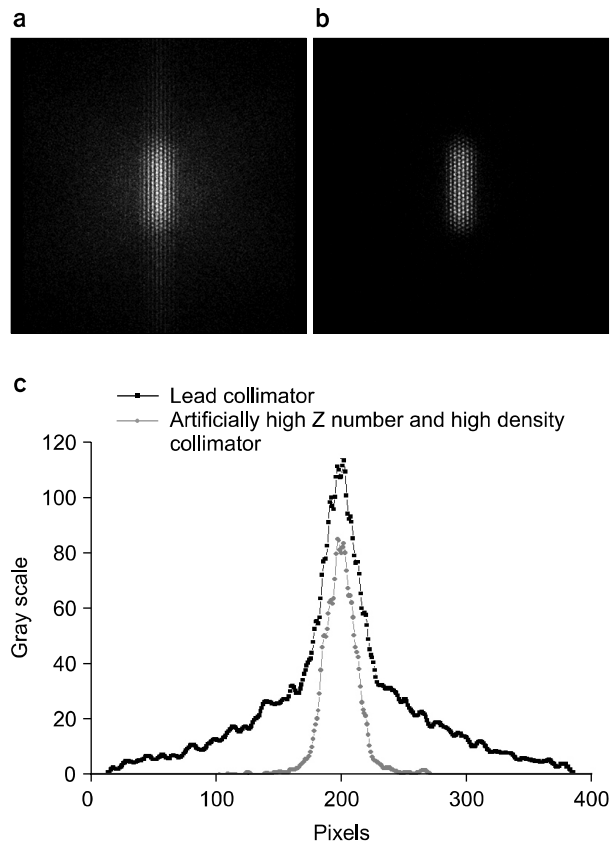 a
b
c
Lead collimator
Artificially high Z number and high density
collimator
120
100
80
60
40
20
0
Gray scale
0
100
200
300
400
Pixels